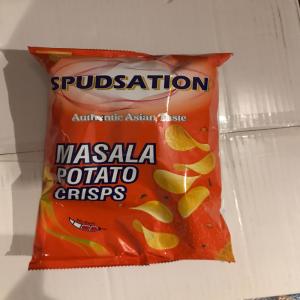 SPUDSATION
Authentic Asian Taste
MASALA
POTATO
CRISPS